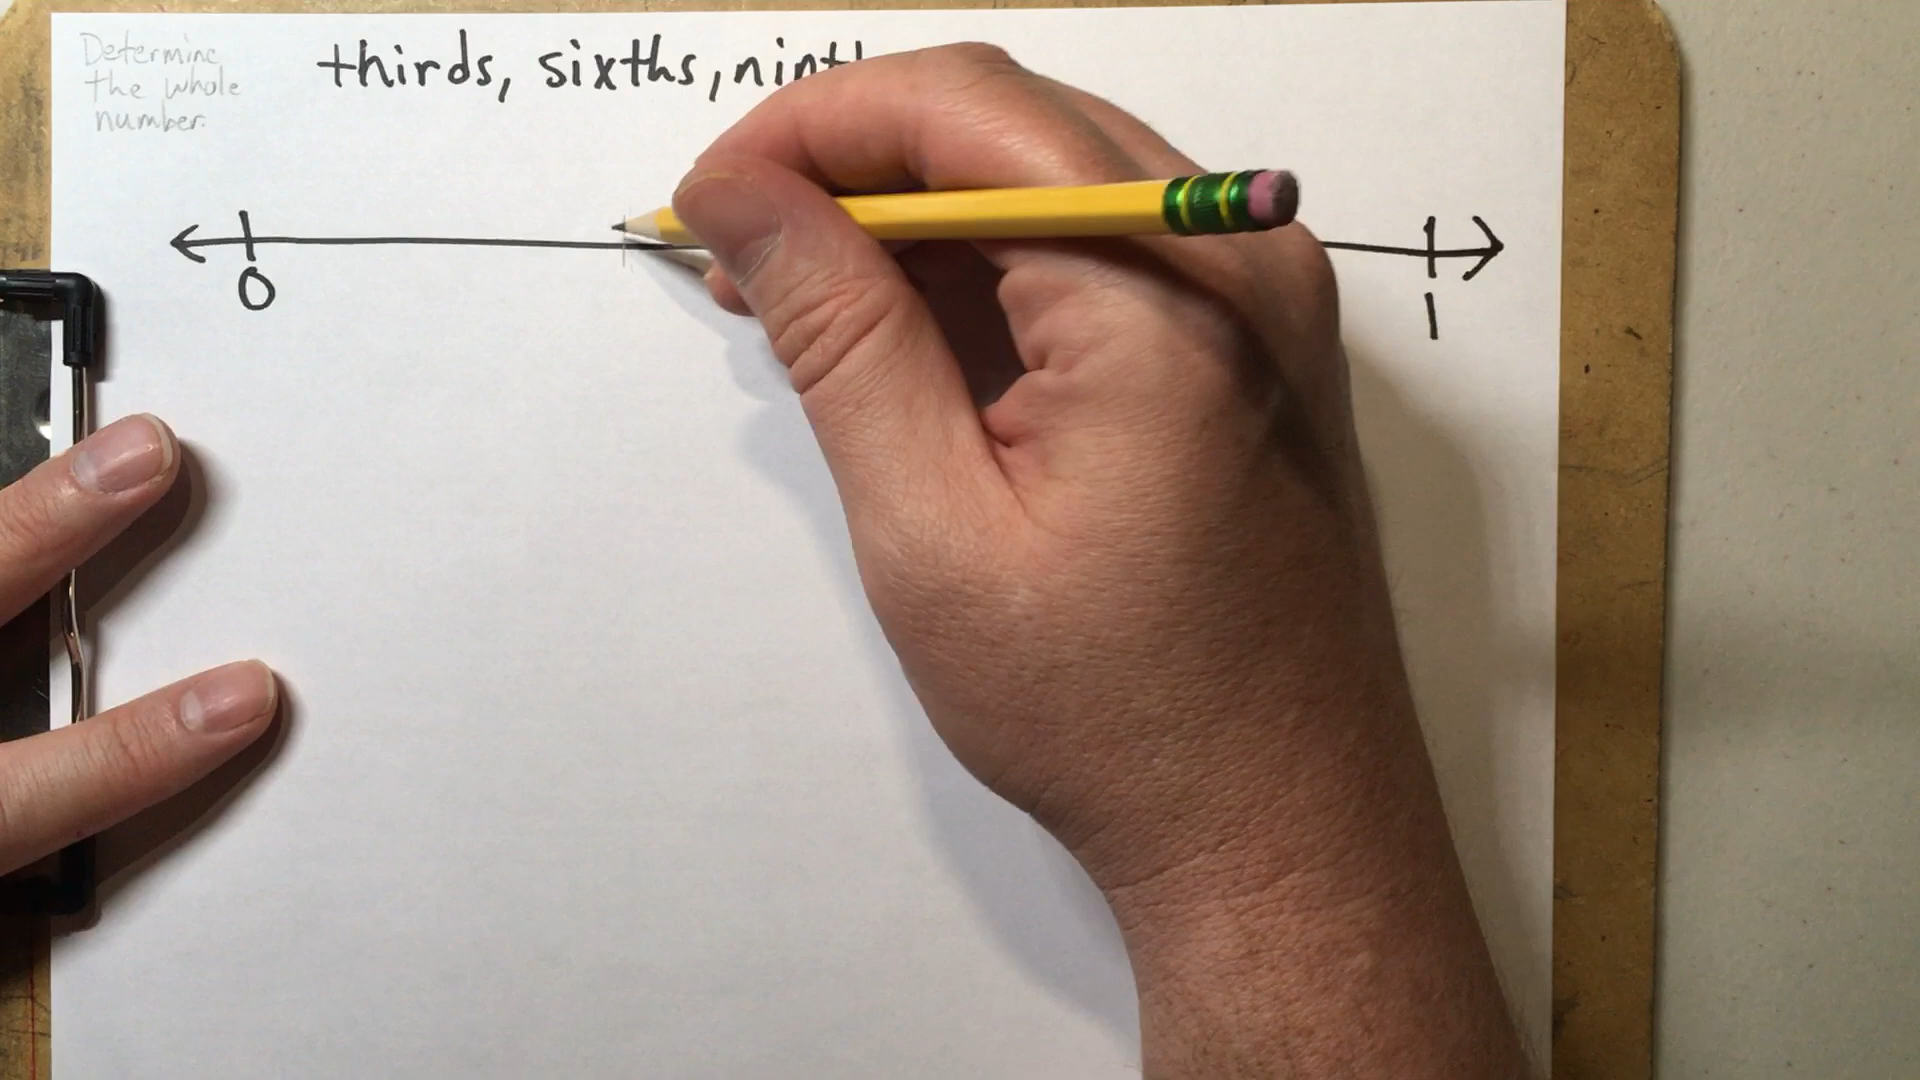 Determine
the whole
number.
thirds, sixths,
0
1